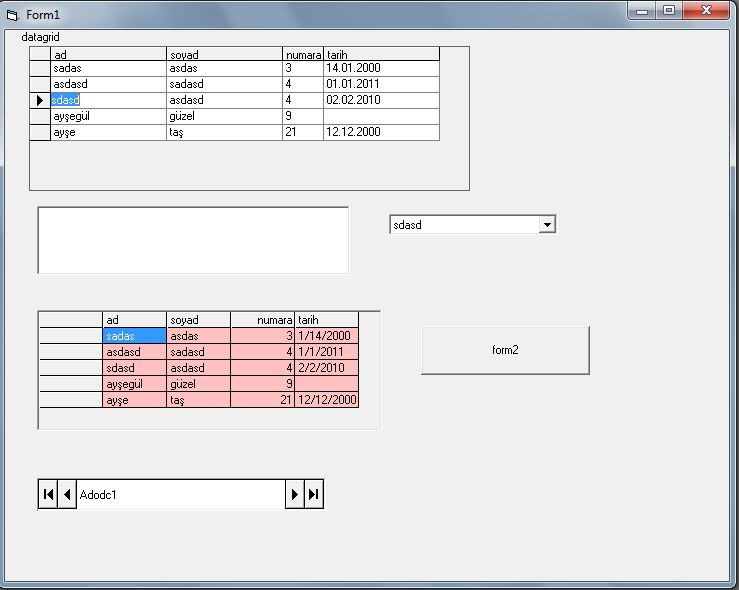 Form1
datagrid
ad soyad numara tarih
sadas asdas 3 14.01.2000
asdasd sadasd 4 01.01.2011
sdasd asdasd 4 02.02.2010
ayşegül güzel 9
ayşe taş 21 12.12.2000
sdasd
ad soyad numara tarih
sadas asdas 3 1/14/2000
asdasd sadasd 4 1/1/2011
sdasd asdasd 4 2/2/2010
ayşegül güzel 9
ayşe taş 21 12/12/2000
form2
Adodc1